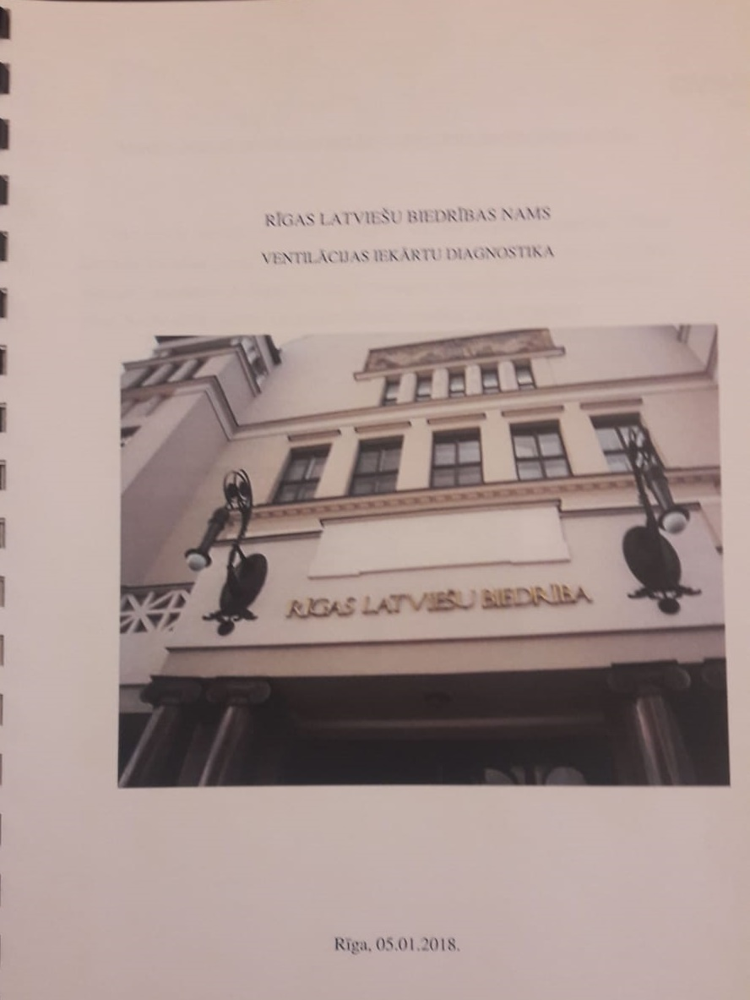 RĪGAS LATVIEŠU BIEDRĪBAS NAMS
VENTILĀCIJAS IEKĀRTU DIAGNOSTIKA
RĪGAS LATVIEŠU BIEDRĪBA
Rīga, 05.01.2018.